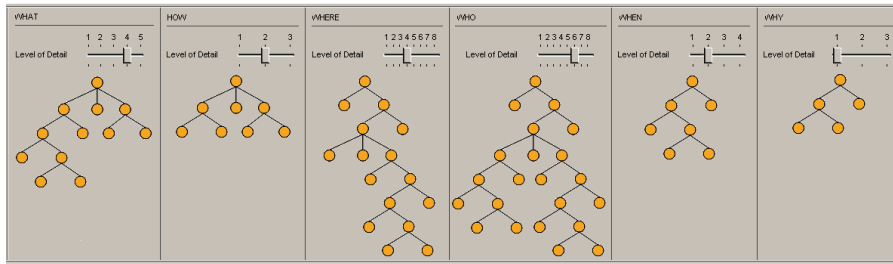 WHAT
HOW
WHERE
WHO
WHEN
WHY
1 2 3 4 5
1 2 3
1 2 3 4 5 6 7 8
1 2 3 4 5 6 7 8
1 2 3 4
1 2 3
Level of Detail
Level of Detail
Level of Detail
Level of Detail
Level of Detail
Level of Detail